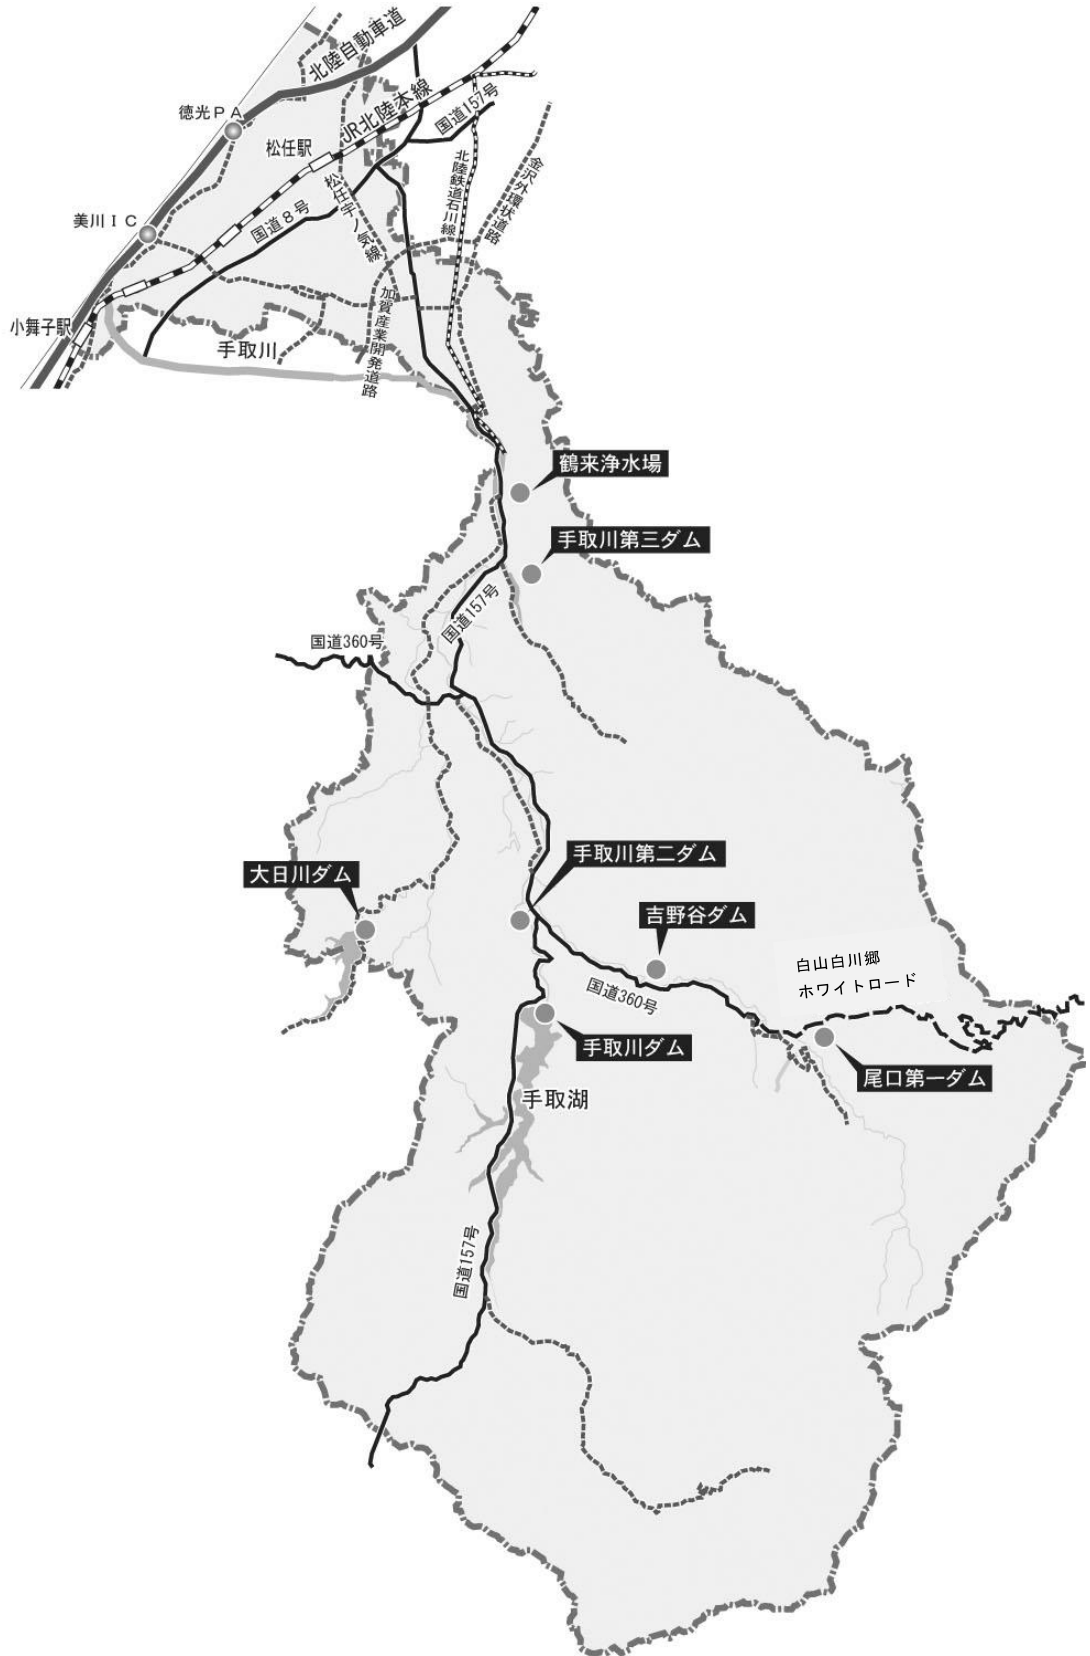 北陸自動車道
徳光ＰＡ
JR北陸本線
国道157号
松任駅
北陸鉄道石川線
金沢外環状道路
松任宇ノ気線
美川ＩＣ
国道８号
加賀産業開発道路
小舞子駅
手取川
鶴来浄水場
手取川第三ダム
国道157号
国道360号
手取川第二ダム
大日川ダム
吉野谷ダム
白山白川郷
ホワイトロード
国道360号
手取川ダム
尾口第一ダム
手取湖
国道157号